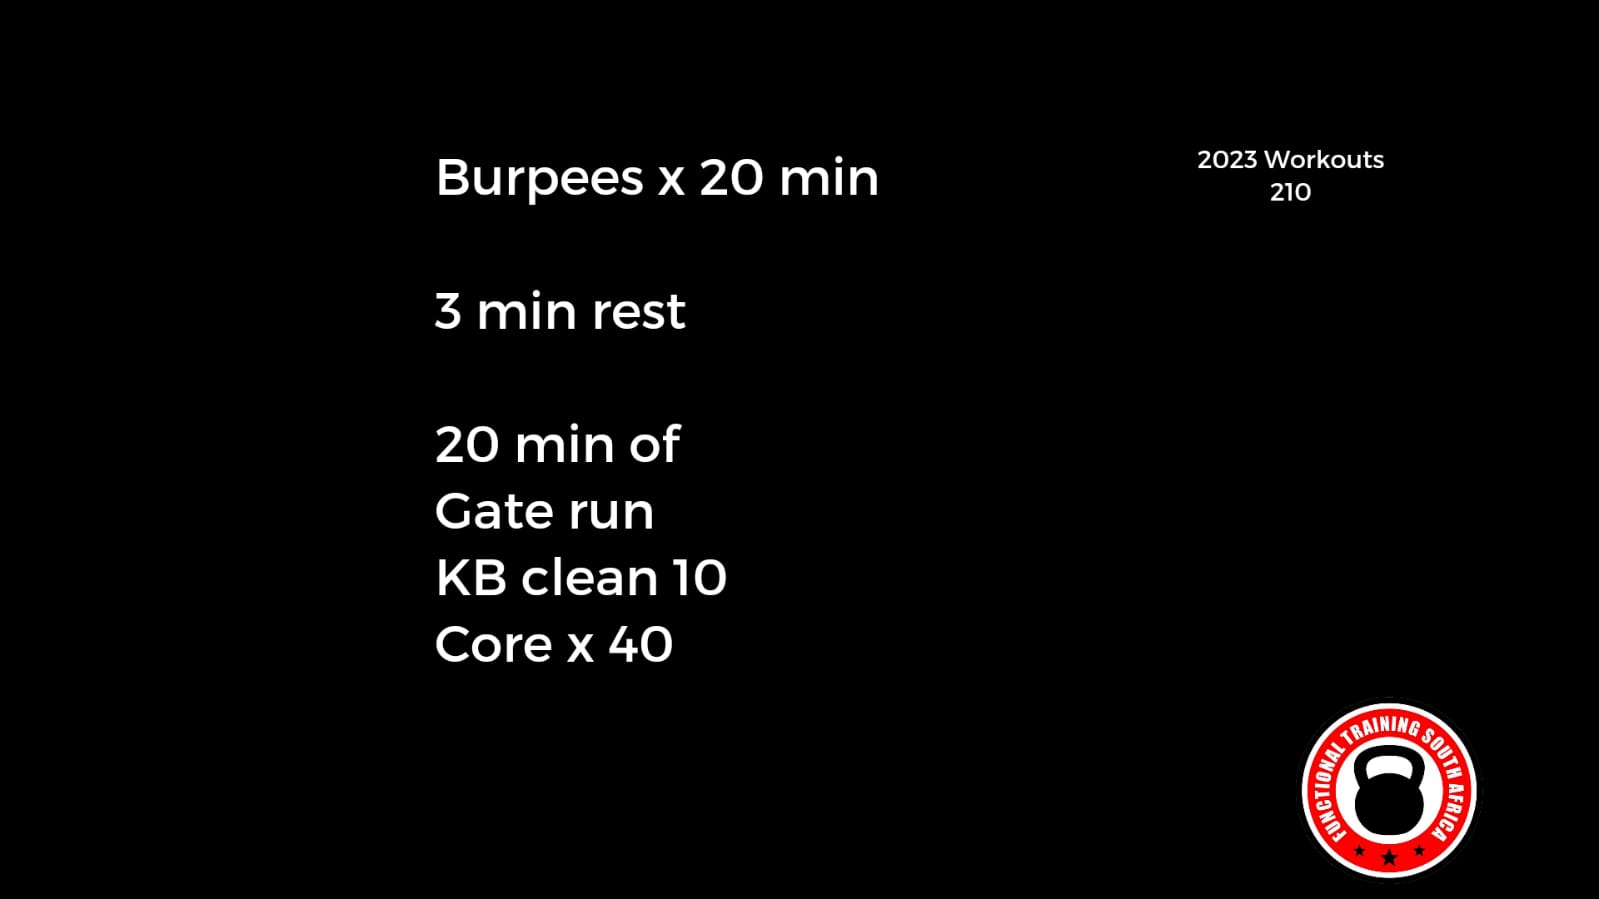 Burpees x 20 min
2023 Workouts
210
3 min rest
20 min of
Gate run
KB clean 10
Core x 40
FUNCTIONAL TRAINING SOUTH AFRICA